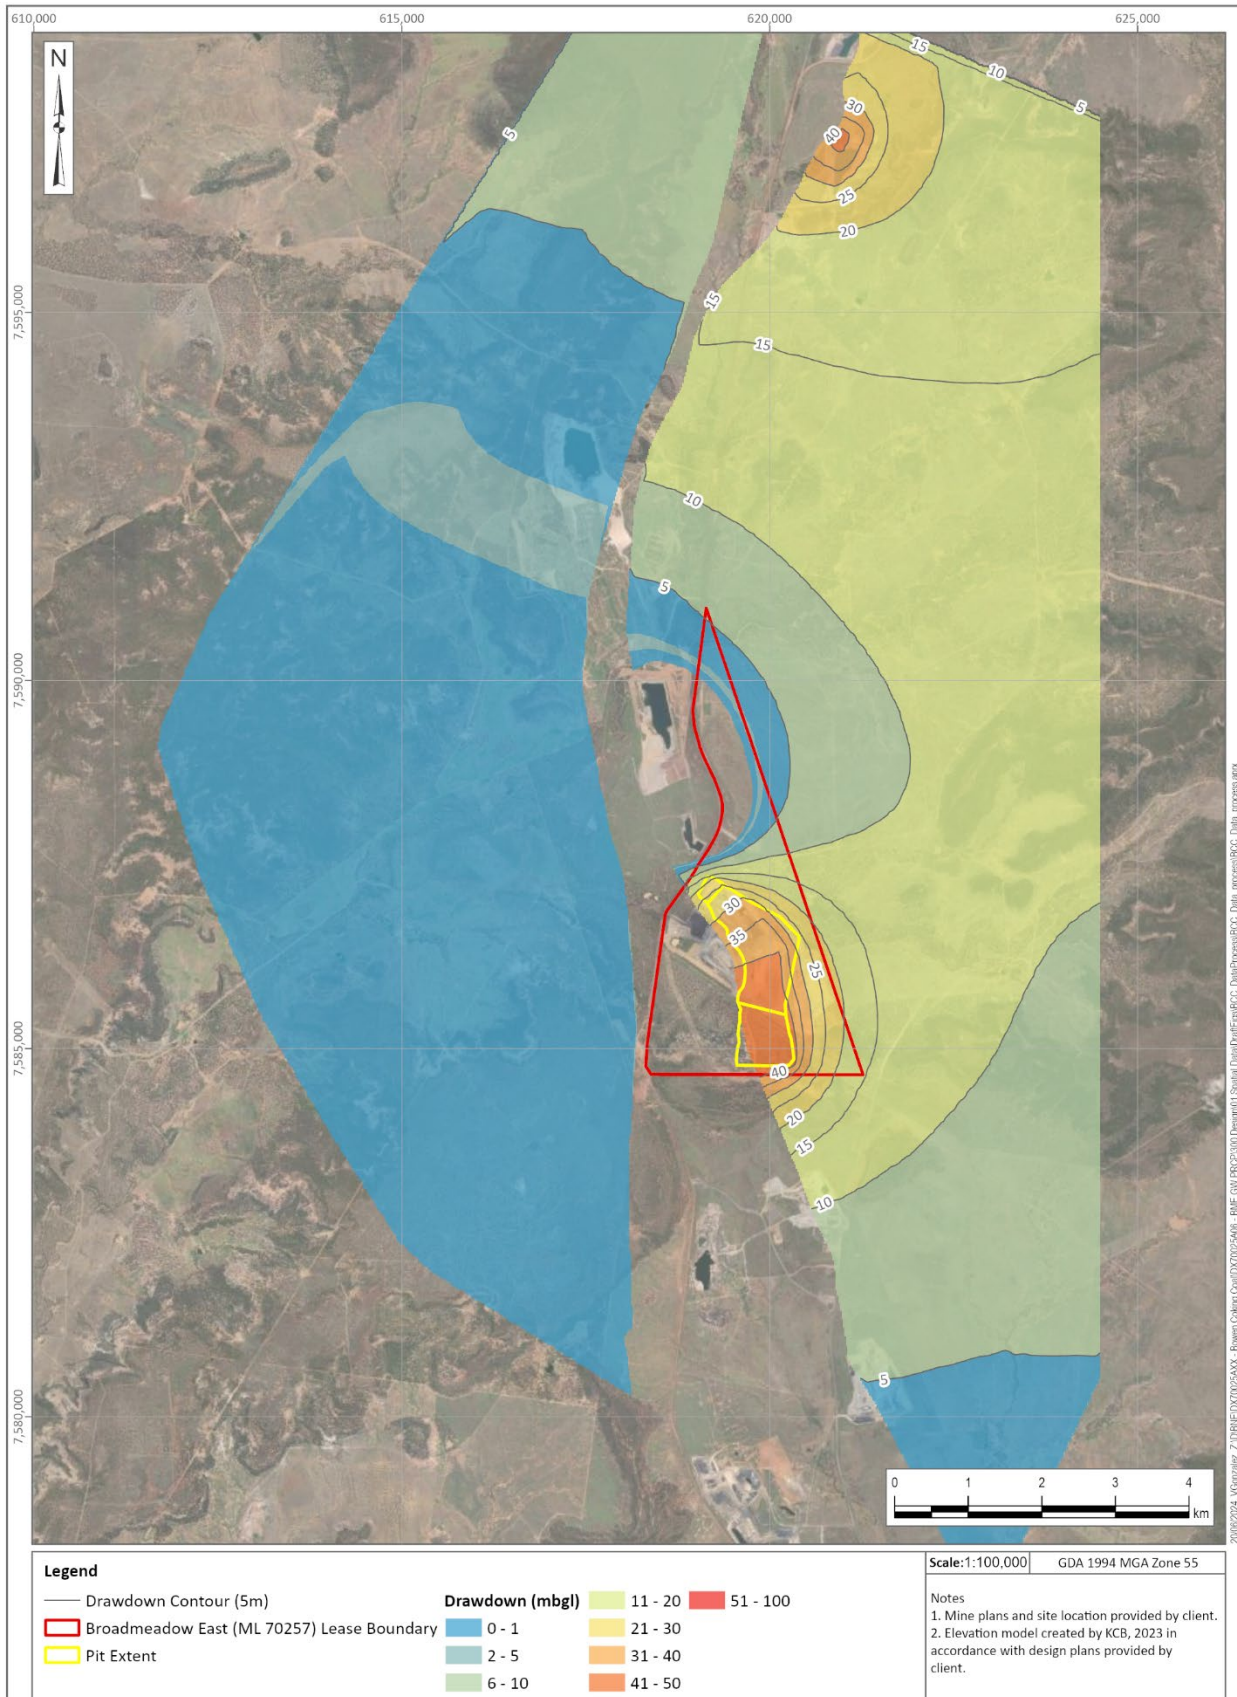 610,000
615,000
620,000
625,000
N
15
10
5
5
30
40
25
20
7,595,000
15
15
10
5
7,590,000
30
35
25
7,585,000
40
20
15
10
5
7,580,000
0 1 2 3 4
km
Legend
Drawdown Contour (5m)
Broadmeadow East (ML 70257) Lease Boundary
Pit Extent
Drawdown (mbgl)
0 - 1
2 - 5
6 - 10
11 - 20
21 - 30
31 - 40
41 - 50
51 - 100
Scale:1:100,000
GDA 1994 MGA Zone 55
Notes
1. Mine plans and site location provided by client.
2. Elevation model created by KCB, 2023 in
accordance with design plans provided by
client.